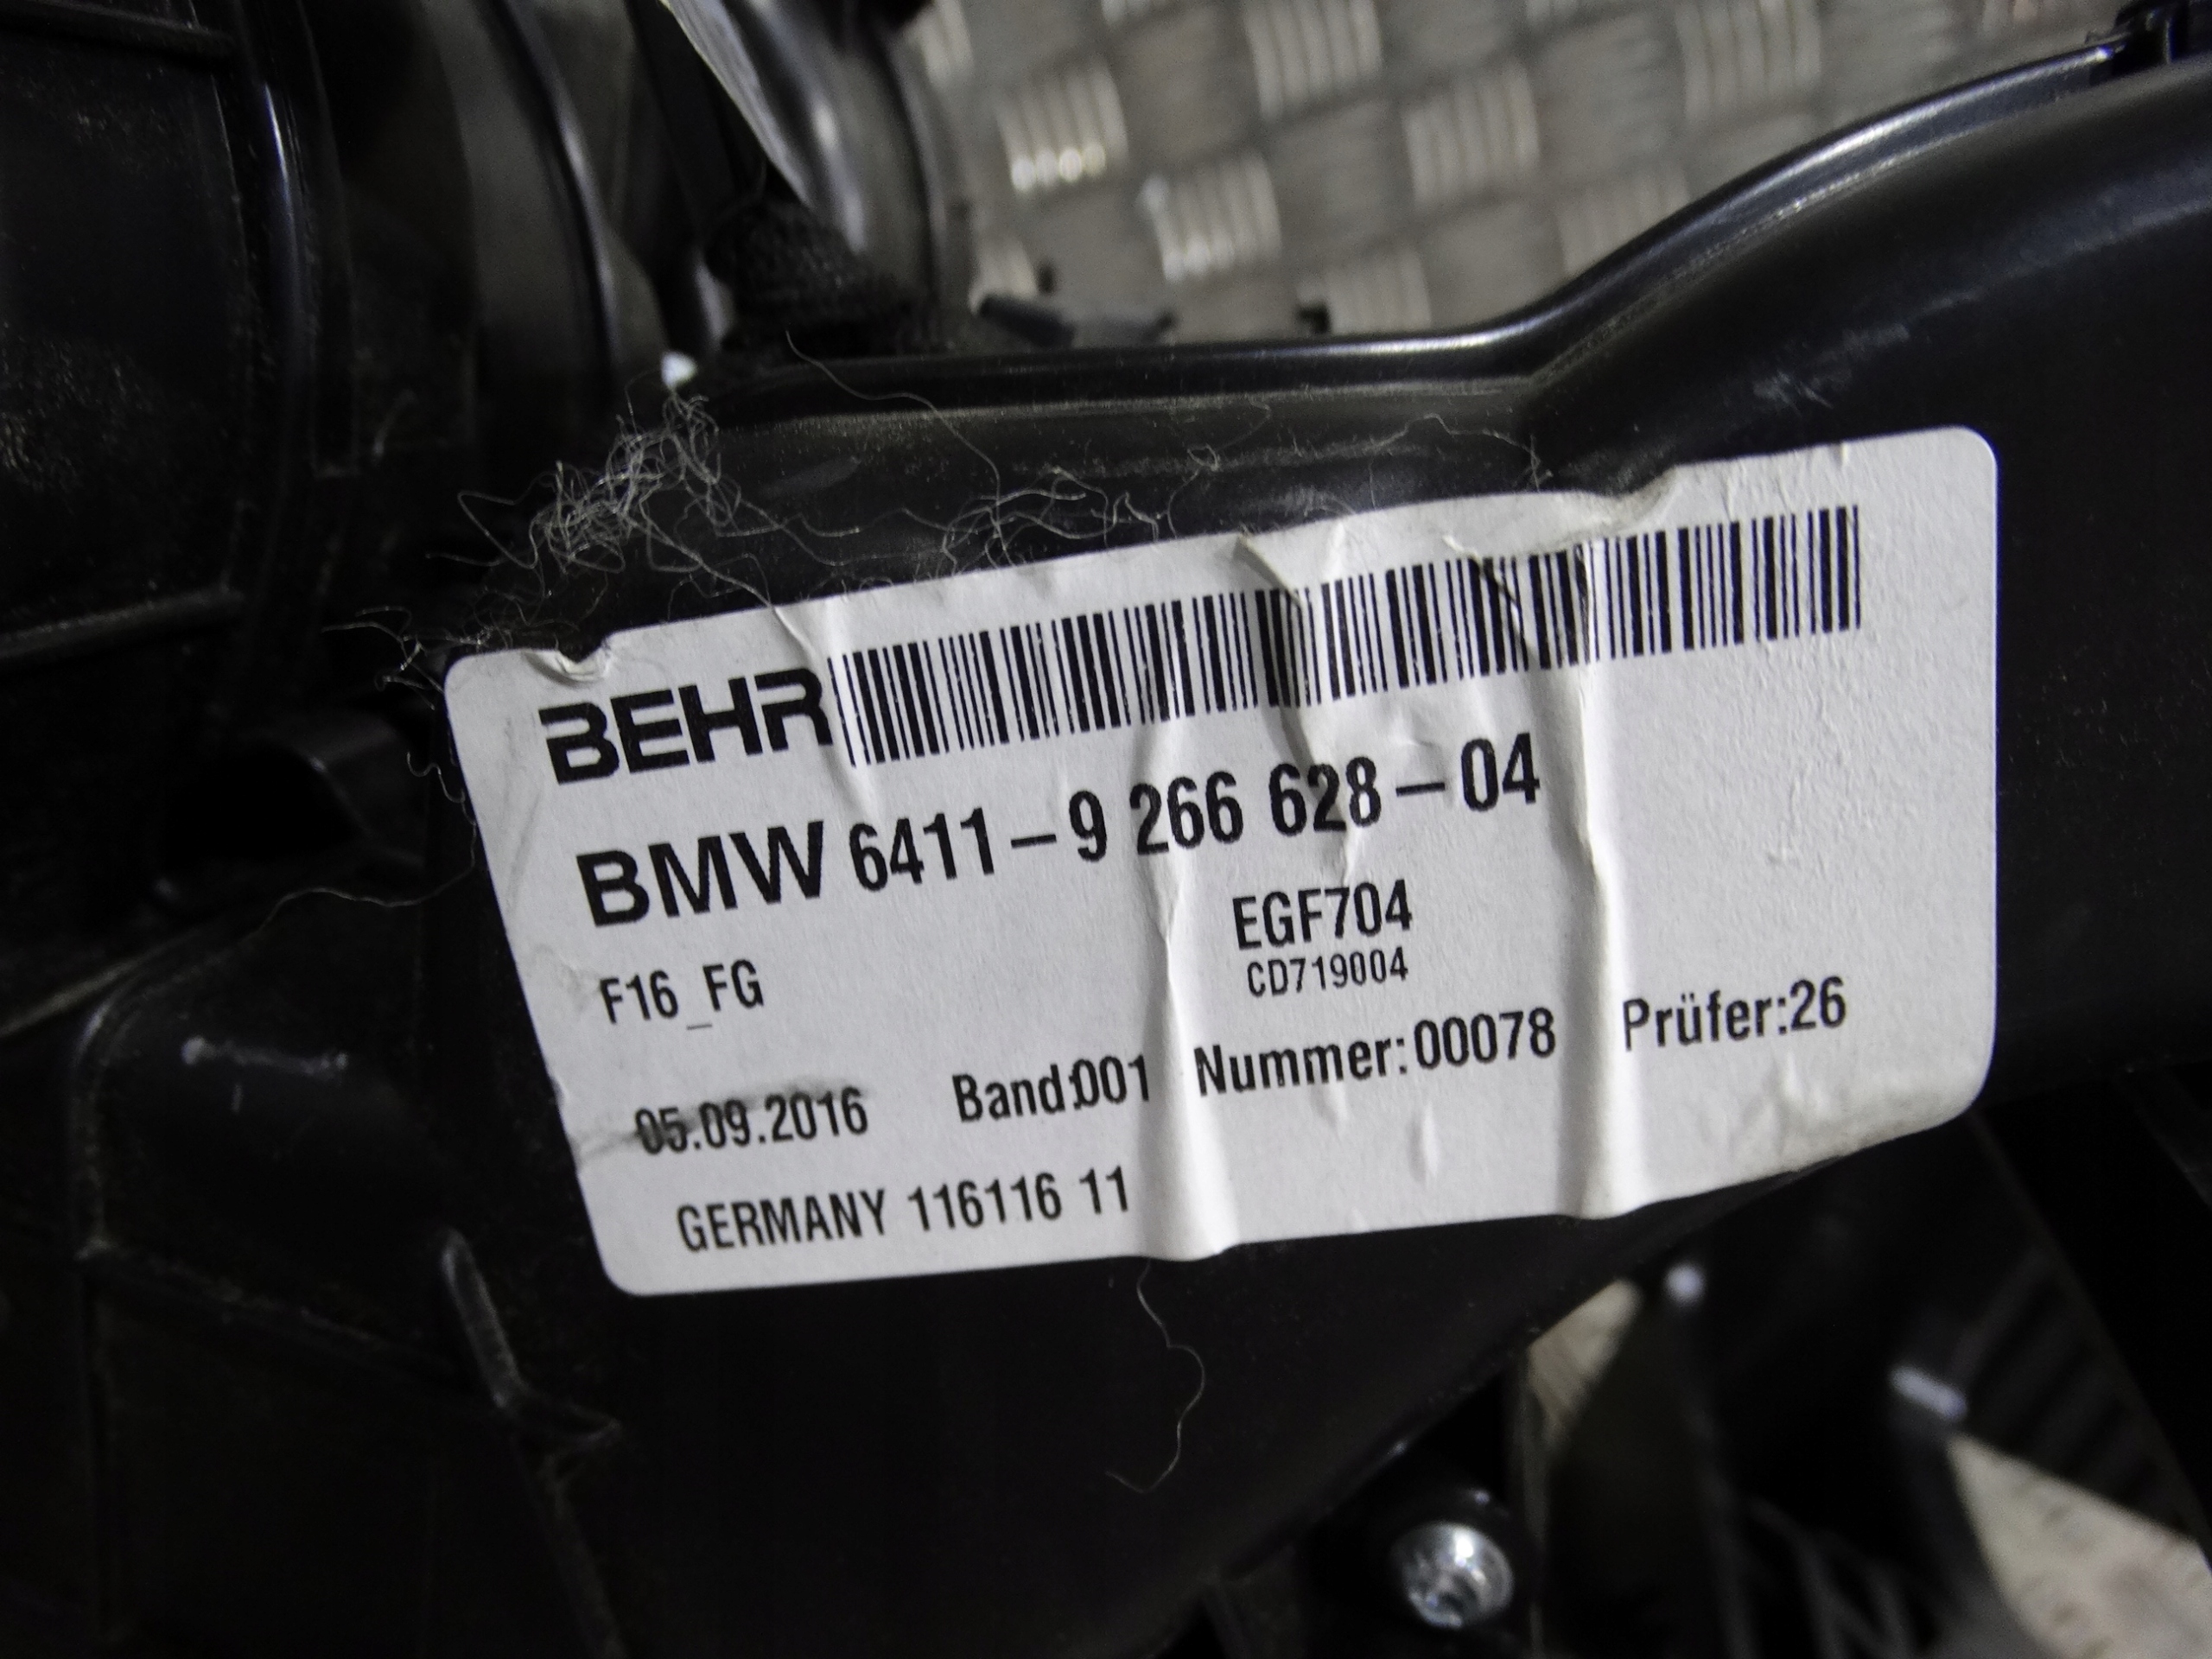 BEHR
BMW 6411-9 266 628-04
EGF704
F16_FG
CD719004
05.09.2016 Band:001 Nummer:00078 Prüfer:26
GERMANY 116116 11